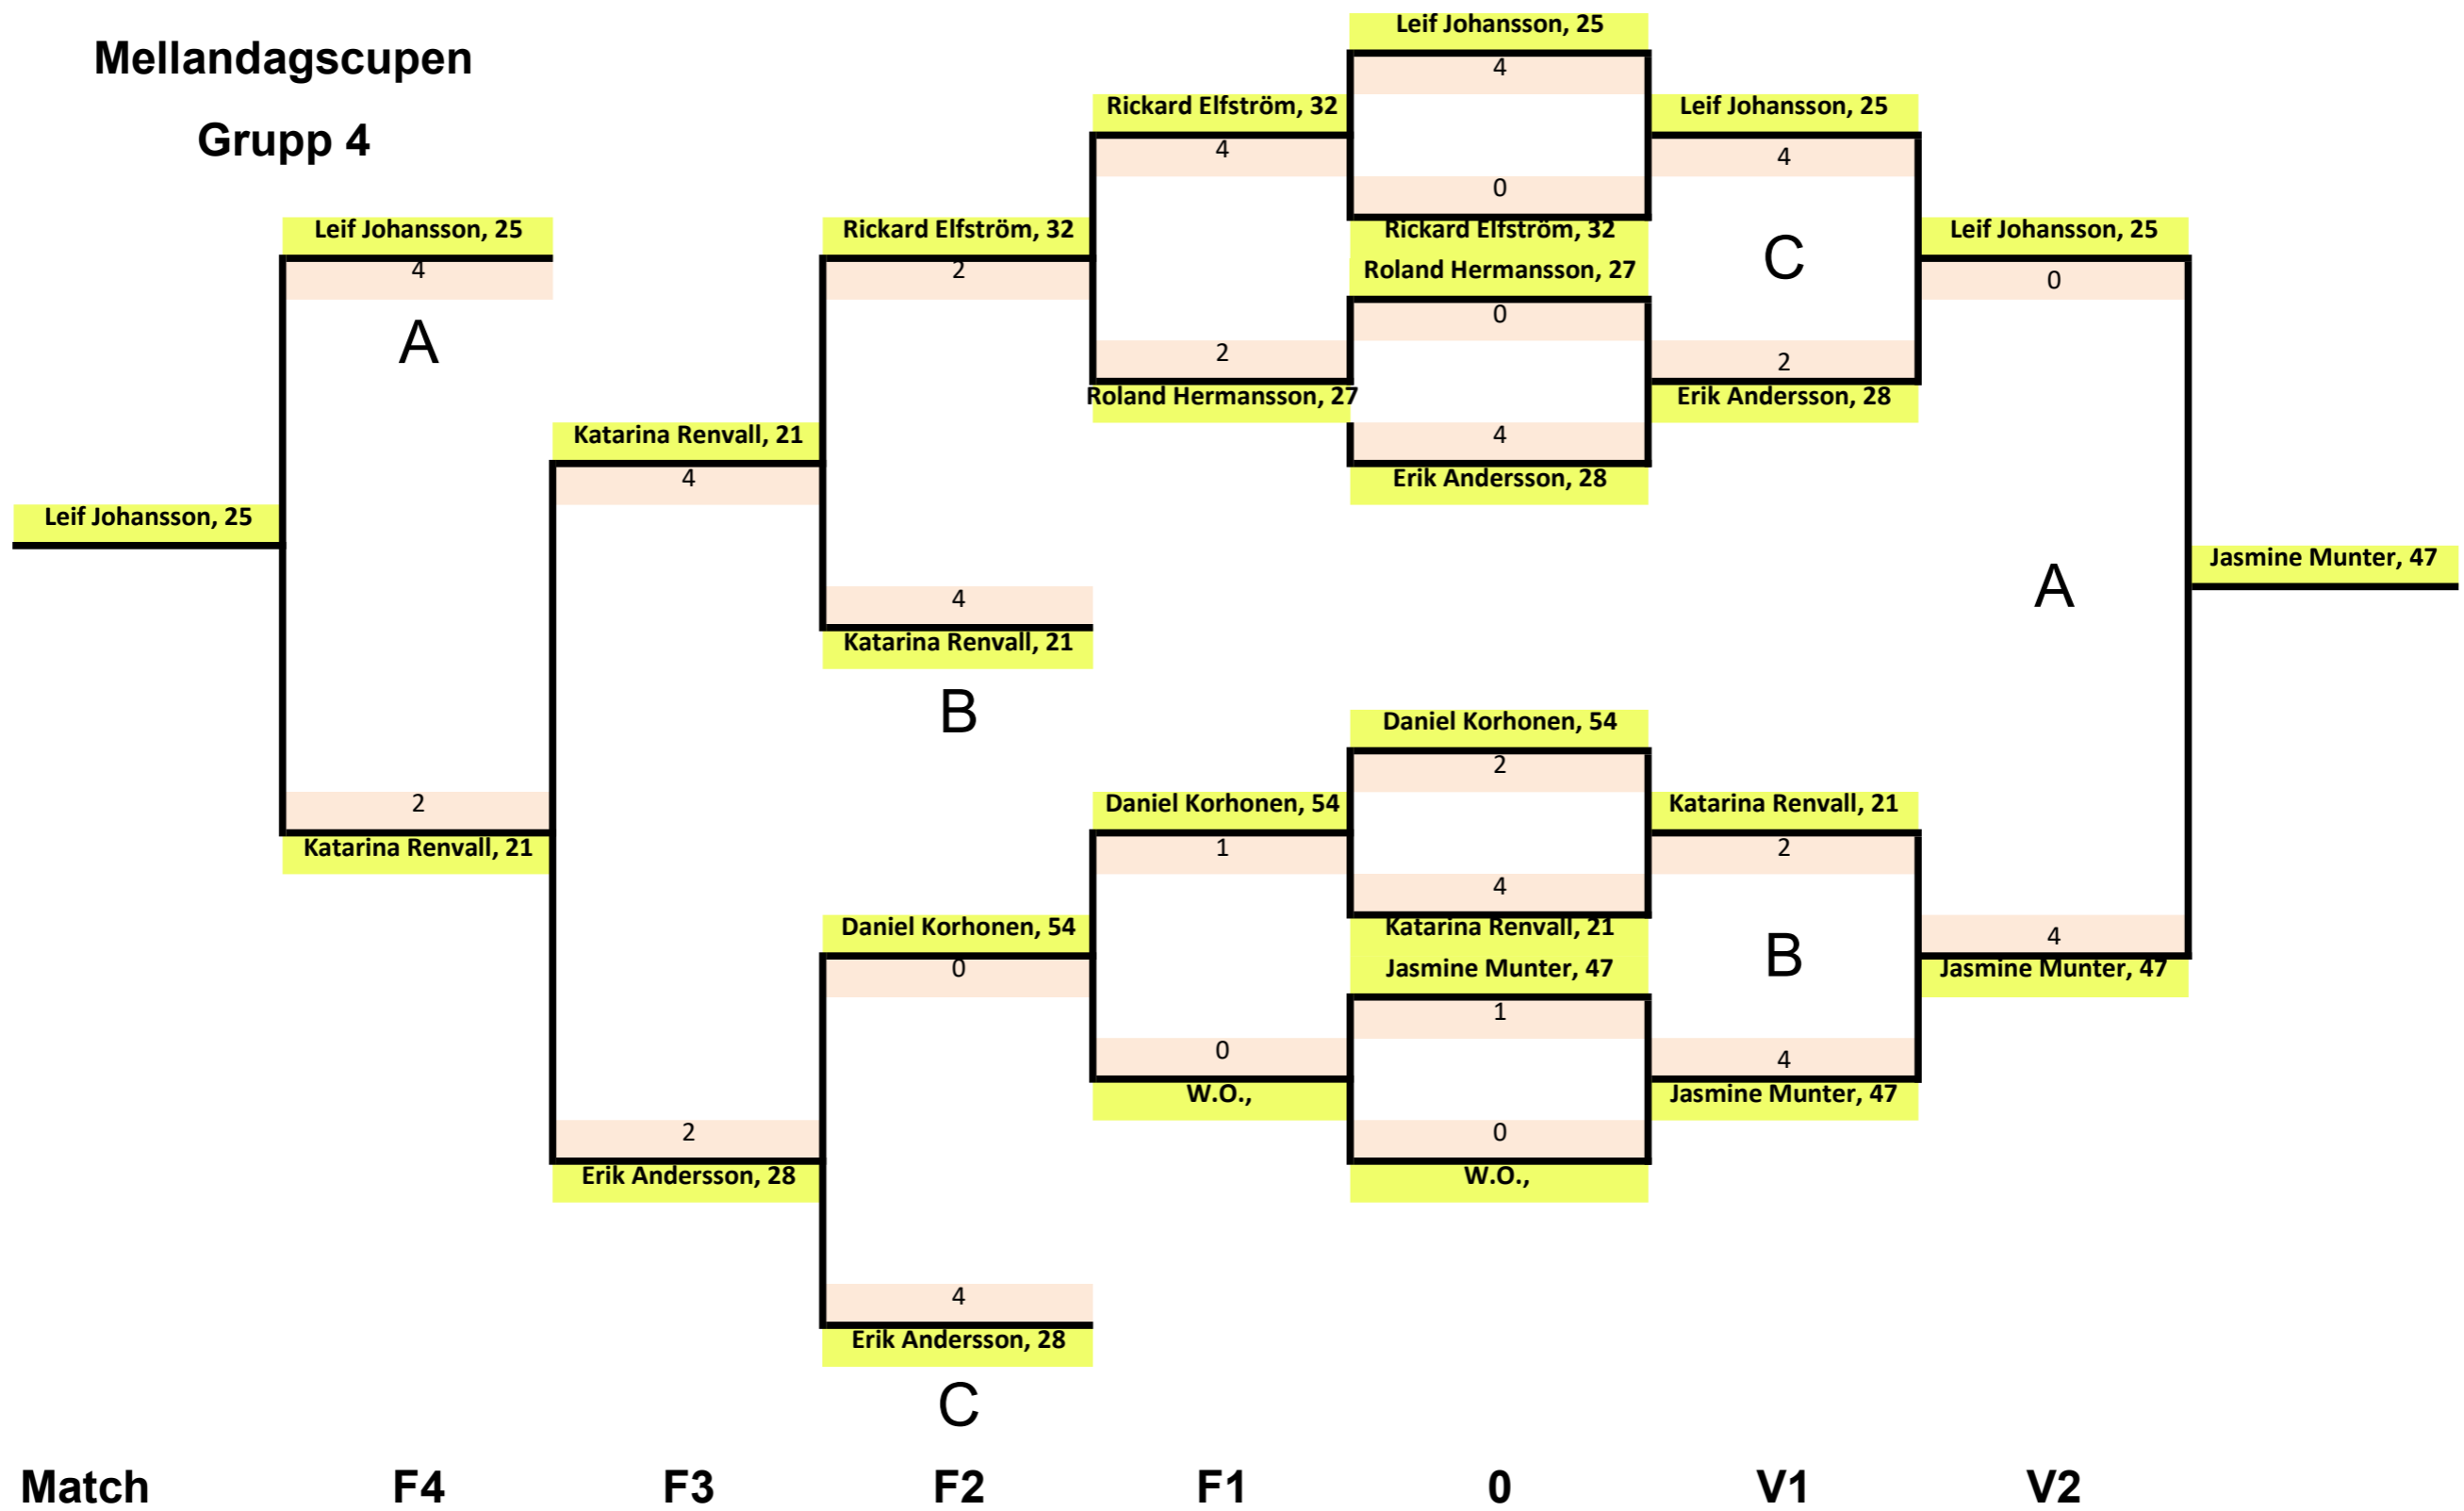 Mellandagscupen
Grupp 4
Leif Johansson, 25
4
Rickard Elfström, 32
Leif Johansson, 25
4
4
0
Leif Johansson, 25
Rickard Elfström, 32
Rickard Elfström, 32
Leif Johansson, 25
4
2
Roland Hermansson, 27
C
0
A
0
2
2
Roland Hermansson, 27
Erik Andersson, 28
Katarina Renvall, 21
4
4
Erik Andersson, 28
Leif Johansson, 25
Jasmine Munter, 47
A
4
Katarina Renvall, 21
B
Daniel Korhonen, 54
2
2
Daniel Korhonen, 54
Katarina Renvall, 21
Katarina Renvall, 21
1
2
4
Daniel Korhonen, 54
Katarina Renvall, 21
4
0
Jasmine Munter, 47
B
Jasmine Munter, 47
1
0
4
W.O.,
Jasmine Munter, 47
2
0
Erik Andersson, 28
W.O.,
4
Erik Andersson, 28
C
Match F4 F3 F2 F1 0 V1 V2